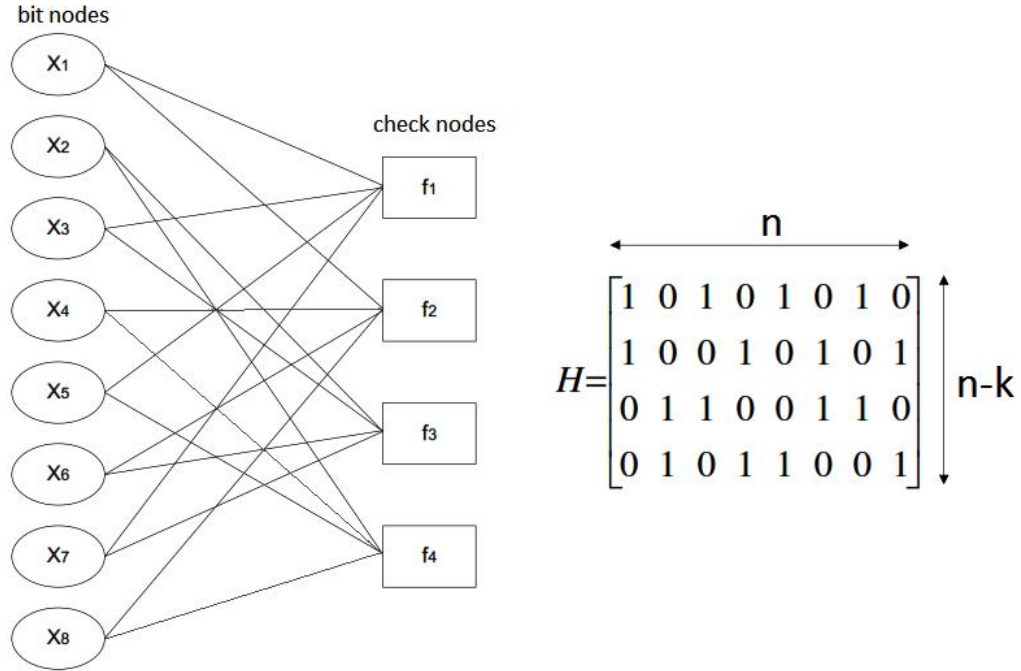 bit nodes
X1
X2
X3
X4
X5
X6
X7
X8
check nodes
f1
f2
f3
f4
n
H=
1 0 1 0 1 0 1 0
1 0 0 1 0 1 0 1
0 1 1 0 0 1 1 0
0 1 0 1 1 0 0 1
n-k